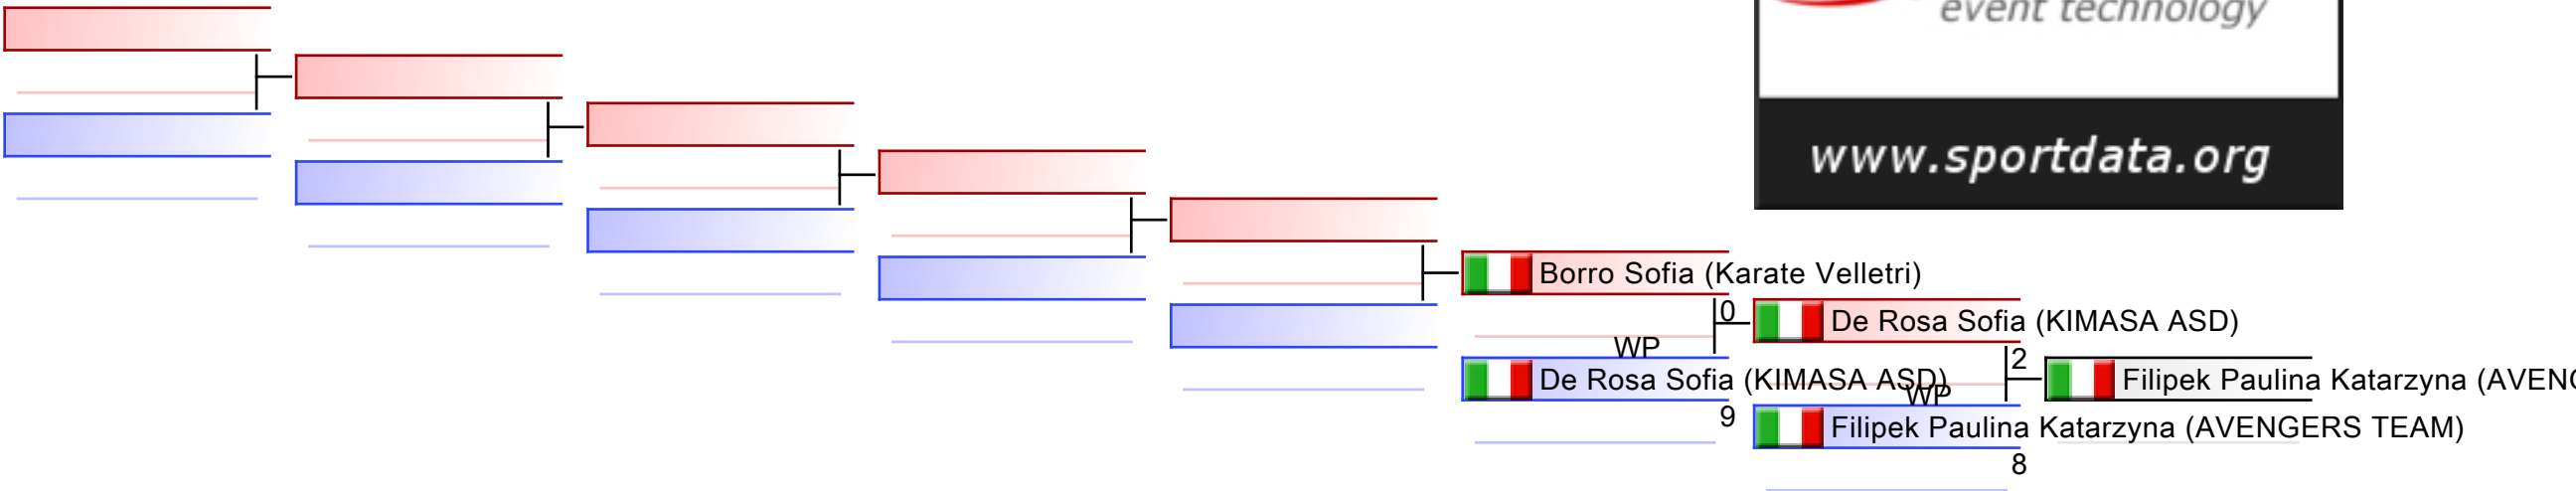 event technology
www.sportdata.org
Borro Sofia (Karate Velletri)
0
De Rosa Sofia (KIMASA ASD)
WP
2
De Rosa Sofia (KIMASA ASD)
Filipek Paulina Katarzyna (AVENG
WP
9
Filipek Paulina Katarzyna (AVENGERS TEAM)
8